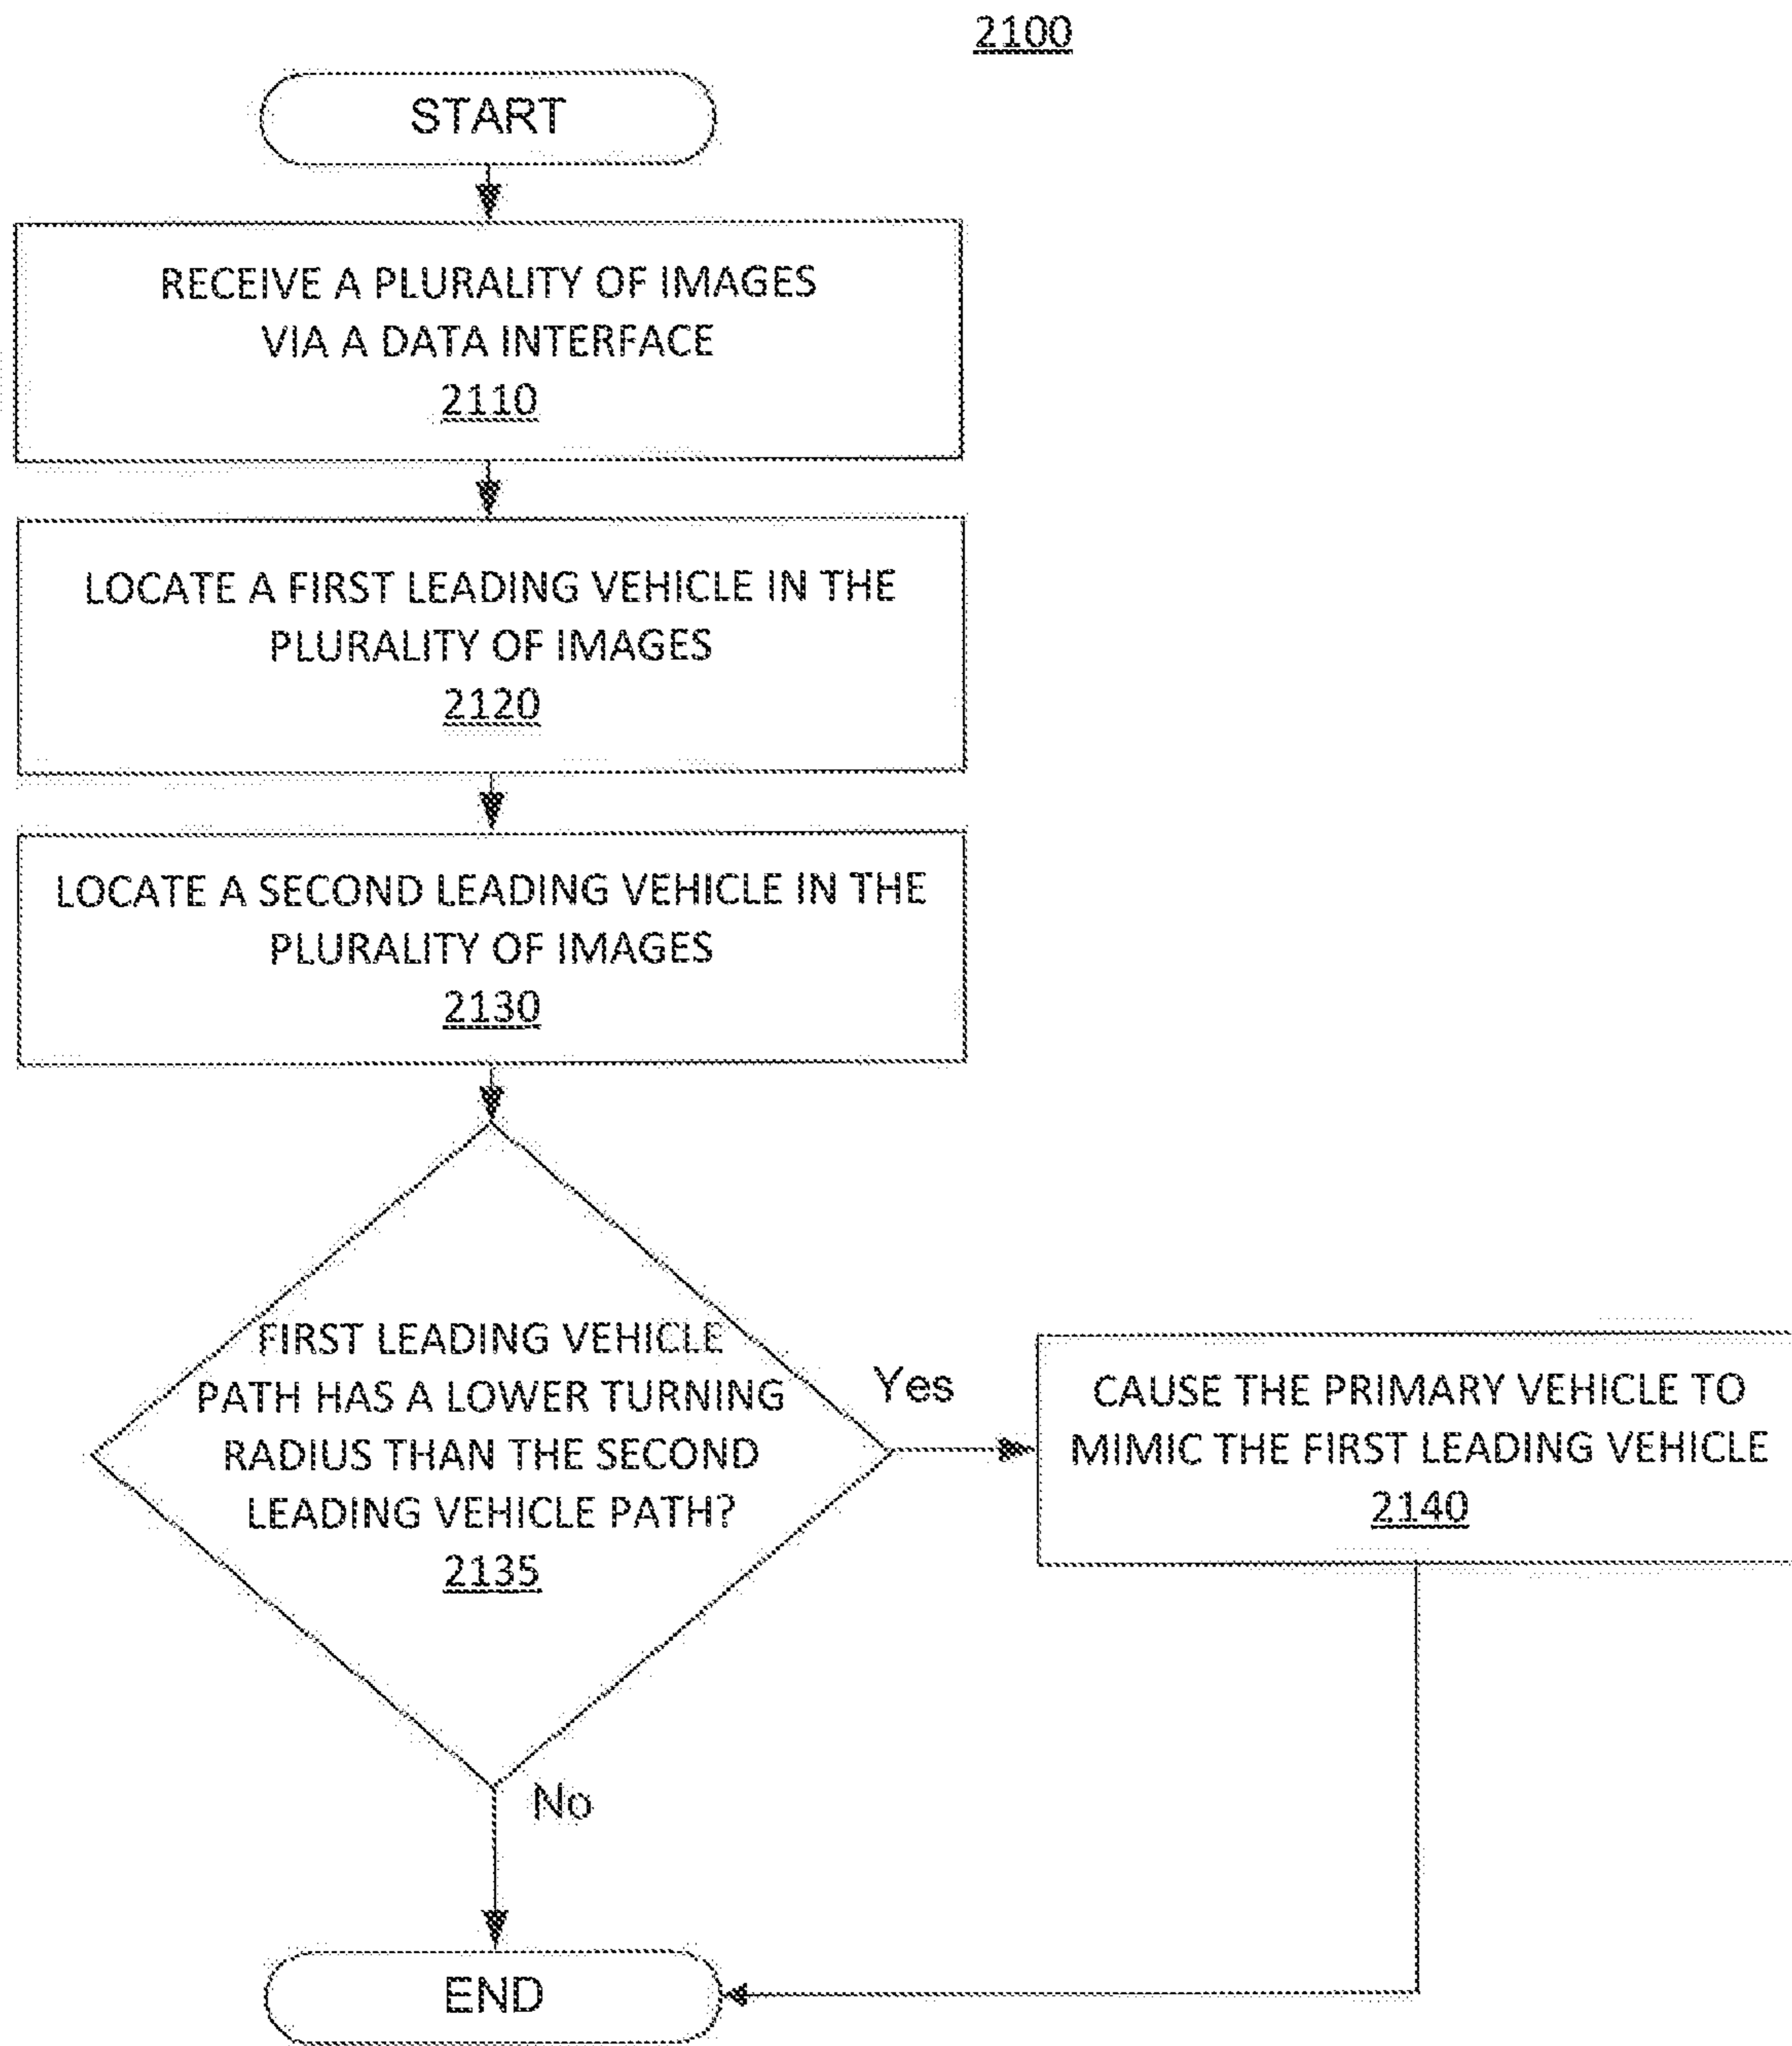 2100
START
RECEIVE A PLURALITY OF IMAGES
VIA A DATA INTERFACE
2110
LOCATE A FIRST LEADING VEHICLE IN THE
PLURALITY OF IMAGES
2120
LOCATE A SECOND LEADING VEHICLE IN THE
PLURALITY OF IMAGES
2130
FIRST LEADING VEHICLE
PATH HAS A LOWER TURNING
RADIUS THAN THE SECOND
LEADING VEHICLE PATH?
2135
Yes
CAUSE THE PRIMARY VEHICLE TO
MIMIC THE FIRST LEADING VEHICLE
2140
No
END